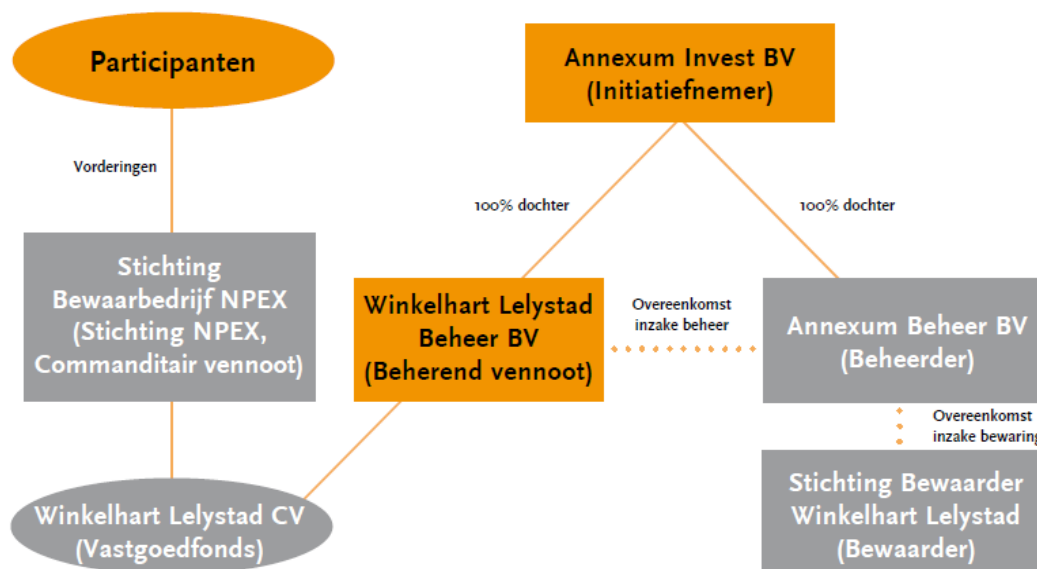 Participanten
Annexum Invest BV
(Initiatiefnemer)
Vorderingen
100% dochter
100% dochter
Stichting
Bewaarbedrijf NPEX
(Stichting NPEX,
Commanditair vennoot)
Winkelhart Lelystad
Beheer BV
(Beherend vennoot)
Overeenkomst
inzake beheer
Annexum Beheer BV
(Beheerder)
Overeenkomst
inzake bewaring
Winkelhart Lelystad CV
(Vastgoedfonds)
Stichting Bewaarder
Winkelhart Lelystad
(Bewaarder)